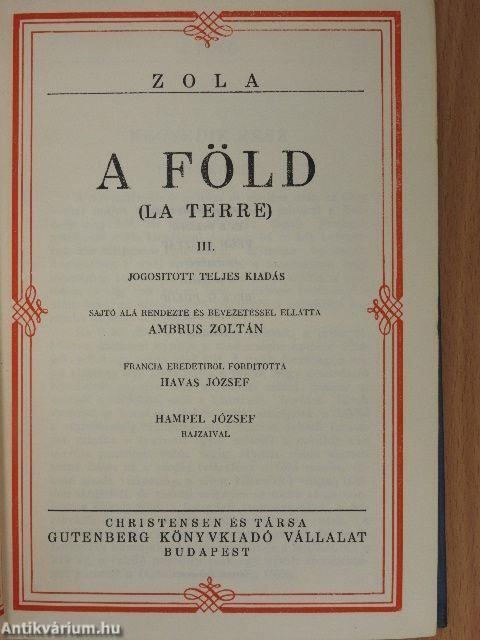 ZOLA
A FÖLD
(LA TERRE)
III.
JOGOSITOTT TELJES KIADÁS
SAJTÓ ALÁ RENDEZTE ÉS BEVEZETÉSSEL ELLÁTTA
AMBRUS ZOLTÁN
FRANCIA EREDETIBŐL FORDITOTTA
HAVAS JÓZSEF
HAMPEL JÓZSEF
RAJZAIVAL
CHRISTENSEN ÉS TÁRSA
GUTENBERG KÖNYVKIADÓ VÁLLALAT
BUDAPEST
Antikvárium.hu